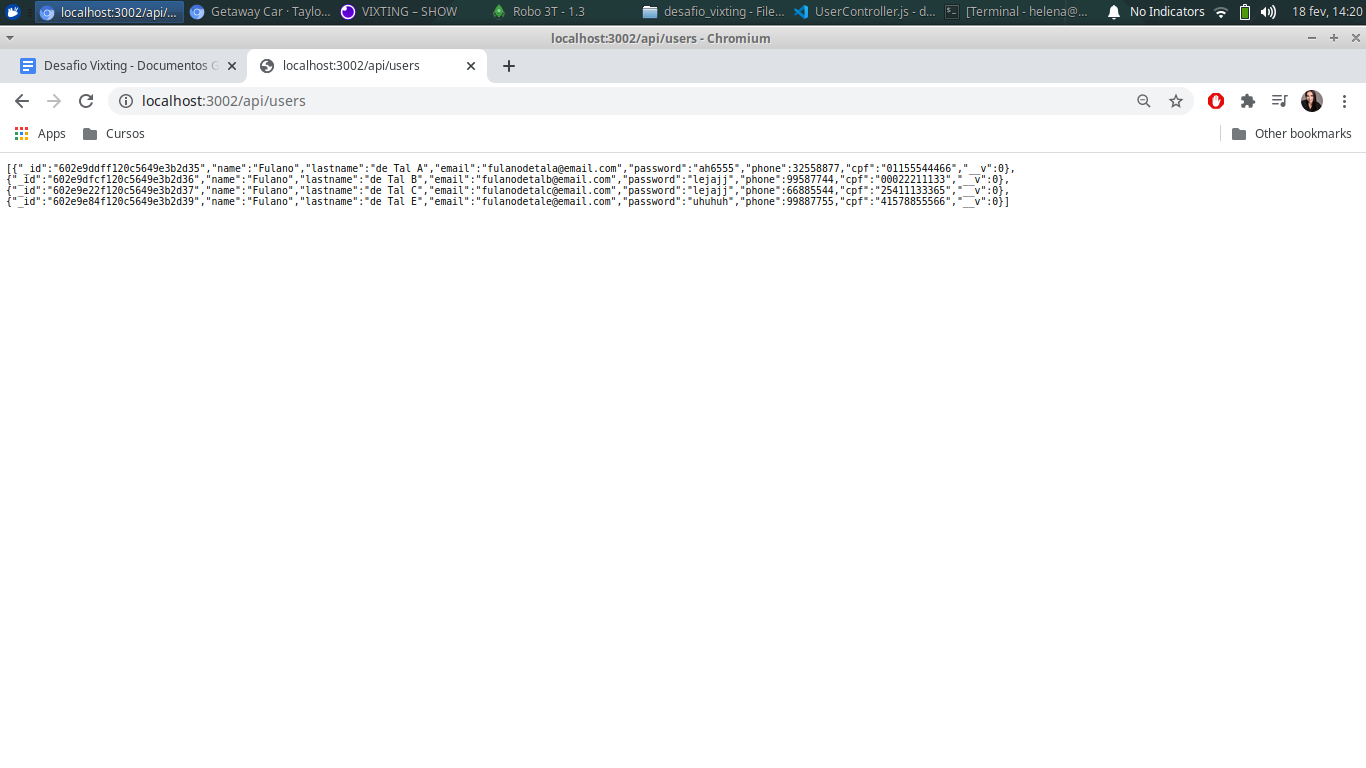 localhost:3002/api/... Getaway Car · Taylo... VIXTING – SHOW Robo 3T - 1.3 desafio_vixting - File... UserController.js - d... [Terminal - helena@... No Indicators 18 fev, 14:20
localhost:3002/api/users - Chromium
Desafio Vixting - Documentos G localhost:3002/api/users
localhost:3002/api/users
Apps Cursos Other bookmarks
[{"_id":"602e9ddff120c5649e3b2d35","name":"Fulano","lastname":"de Tal A","email":"fulanodetala@email.com","password":"ah6555","phone":32558877,"cpf":"01155544466","__v":0},
{"_id":"602e9dfcf120c5649e3b2d36","name":"Fulano","lastname":"de Tal B","email":"fulanodetalb@email.com","password":"lejajj","phone":99587744,"cpf":"00022211133","__v":0},
{"_id":"602e9e22f120c5649e3b2d37","name":"Fulano","lastname":"de Tal C","email":"fulanodetalc@email.com","password":"lejajj","phone":66885544,"cpf":"25411133365","__v":0},
{"_id":"602e9e84f120c5649e3b2d39","name":"Fulano","lastname":"de Tal E","email":"fulanodetale@email.com","password":"uhuhuh","phone":99887755,"cpf":"41578855566","__v":0}]